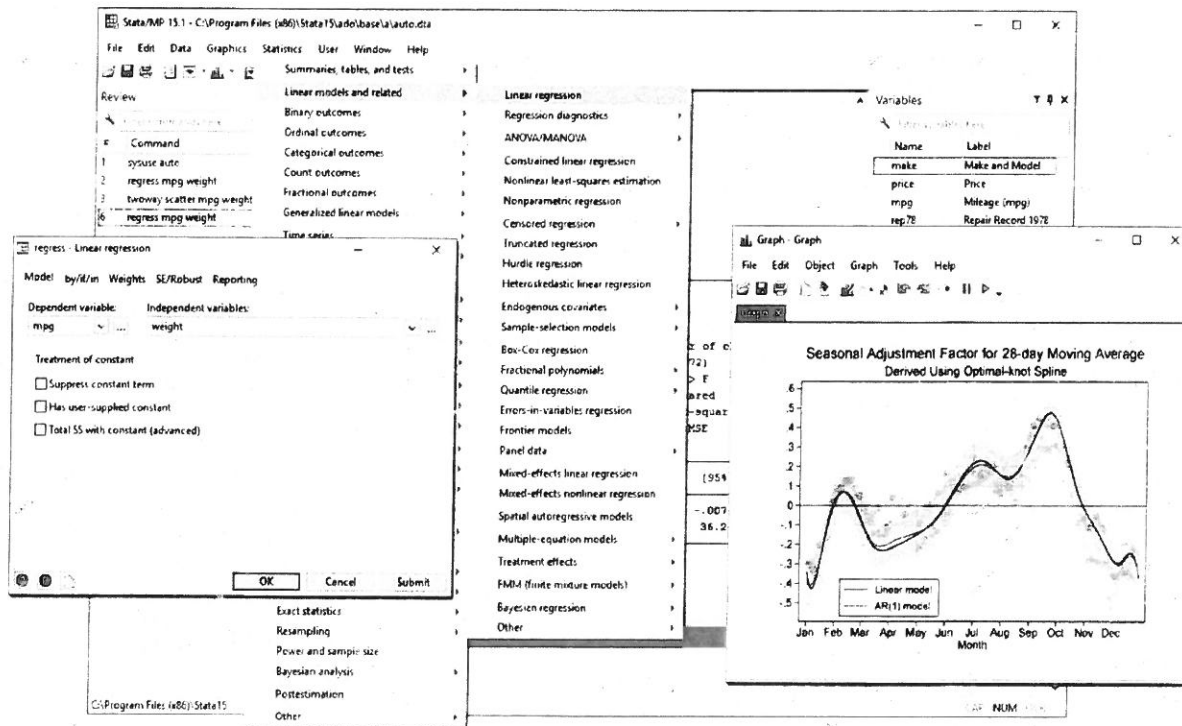 Stata/MP 15.1 - C:\Program Files (x86)\Stata15\ado\base\a\auto.dta
File Edit Data Graphics Statistics User Window Help
Review
Command
1 sysuse auto
2 regress mpg weight
3 twoway scatter mpg weight
6 regress mpg weight
Summaries, tables, and tests
Linear models and related
Binary outcomes
Ordinal outcomes
Categorical outcomes
Count outcomes
Fractional outcomes
Generalized linear models
Time series
Exact statistics
Resampling
Power and sample size
Bayesian analysis
Postestimation
Other
Linear regression
Regression diagnostics
ANOVA/MANOVA
Constrained linear regression
Nonlinear least-squares estimation
Nonparametric regression
Censored regression
Truncated regression
Hurdle regression
Heteroskedastic linear regression
Endogenous covariates
Sample-selection models
Box-Cox regression
Fractional polynomials
Quantile regression
Errors-in-variables regression
Frontier models
Panel data
Mixed-effects linear regression
Mixed-effects nonlinear regression
Spatial autoregressive models
Multiple-equation models
Treatment effects
FMM (finite mixture models)
Bayesian regression
Other
Variables
Name Label
make Make and Model
price Price
mpg Mileage (mpg)
rep78 Repair Record 1978
regress - Linear regression
Model by/if/in Weights SE/Robust Reporting
Dependent variable: Independent variables:
mpg ... weight ...
Treatment of constant
Suppress constant term
Has user-supplied constant
Total SS with constant (advanced)
OK Cancel Submit
> F
MSE
[95%
-.007
36.2
Graph - Graph
File Edit Object Graph Tools Help
Graph
Seasonal Adjustment Factor for 28-day Moving Average
Derived Using Optimal-knot Spline
.6
.5
.4
.3
.2
.1
0
-.1
-.2
-.3
-.4
-.5
Linear model
AR(1) model
Jan Feb Mar Apr May Jun Jul Aug Sep Oct Nov Dec
Month
C:\Program Files (x86)\Stata15
NUM